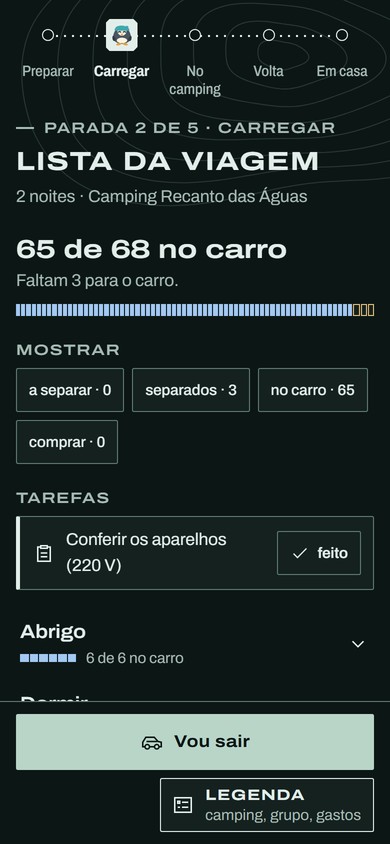 Preparar
Carregar
No
camping
Volta
Em casa
— PARADA 2 DE 5 · CARREGAR
LISTA DA VIAGEM
2 noites · Camping Recanto das Águas
65 de 68 no carro
Faltam 3 para o carro.
MOSTRAR
a separar · 0
separados · 3
no carro · 65
comprar · 0
TAREFAS
Conferir os aparelhos
(220 V)
feito
Abrigo
6 de 6 no carro
Dormir
Vou sair
LEGENDA
camping, grupo, gastos